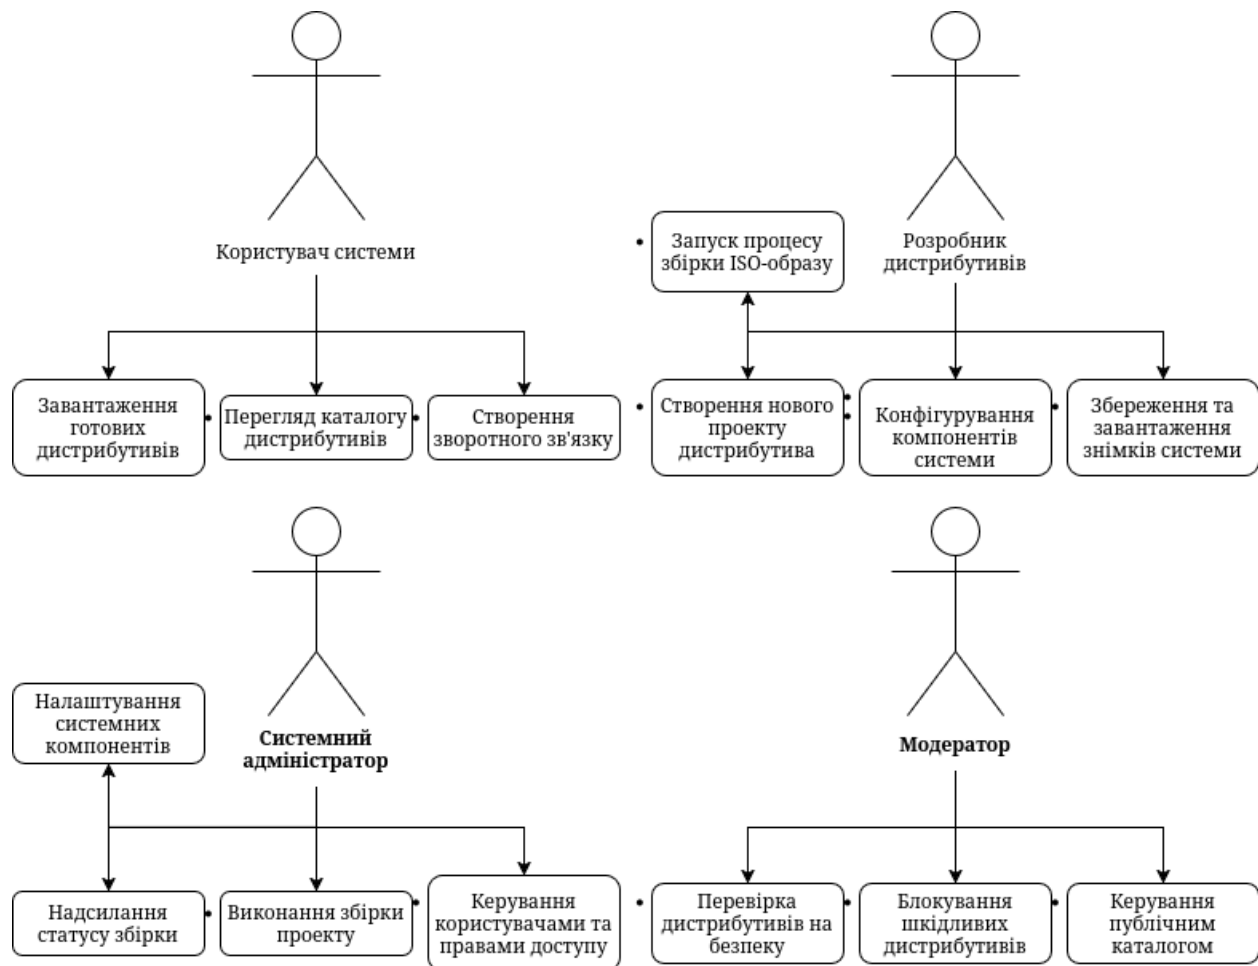 Користувач системи
Завантаження
готових
дистрибутивів
Перегляд каталогу
дистрибутивів
Створення
зворотного зв'язку
Розробник
дистрибутивів
Запуск процесу
збірки ISO-образу
Створення нового
проекту
дистрибутива
Конфігурування
компонентів
системи
Збереження та
завантаження
знімків системи
Системний
адміністратор
Налаштування
системних
компонентів
Надсилання
статусу збірки
Виконання збірки
проекту
Керування
користувачами та
правами доступу
Модератор
Перевірка
дистрибутивів на
безпеку
Блокування
шкідливих
дистрибутивів
Керування
публічним
каталогом